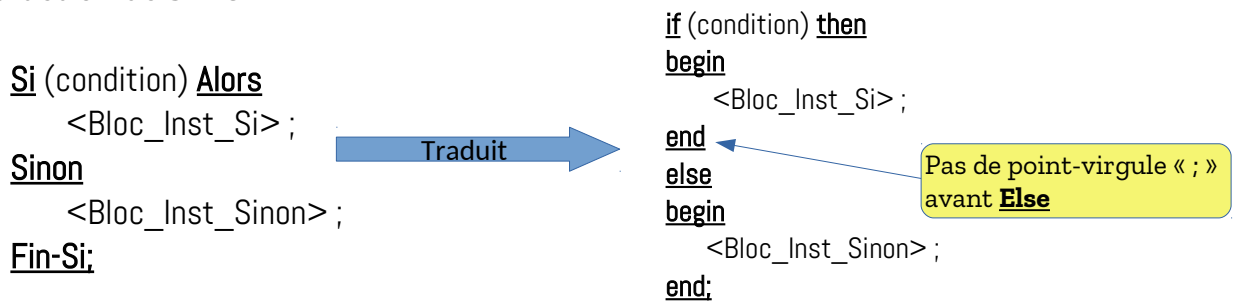 Si (condition) Alors
<Bloc_Inst_Si> ;
Sinon
<Bloc_Inst_Sinon> ;
Fin-Si;
Traduit
if (condition) then
begin
<Bloc_Inst_Si> ;
end
else
begin
<Bloc_Inst_Sinon> ;
end;
Pas de point-virgule « ; »
avant Else